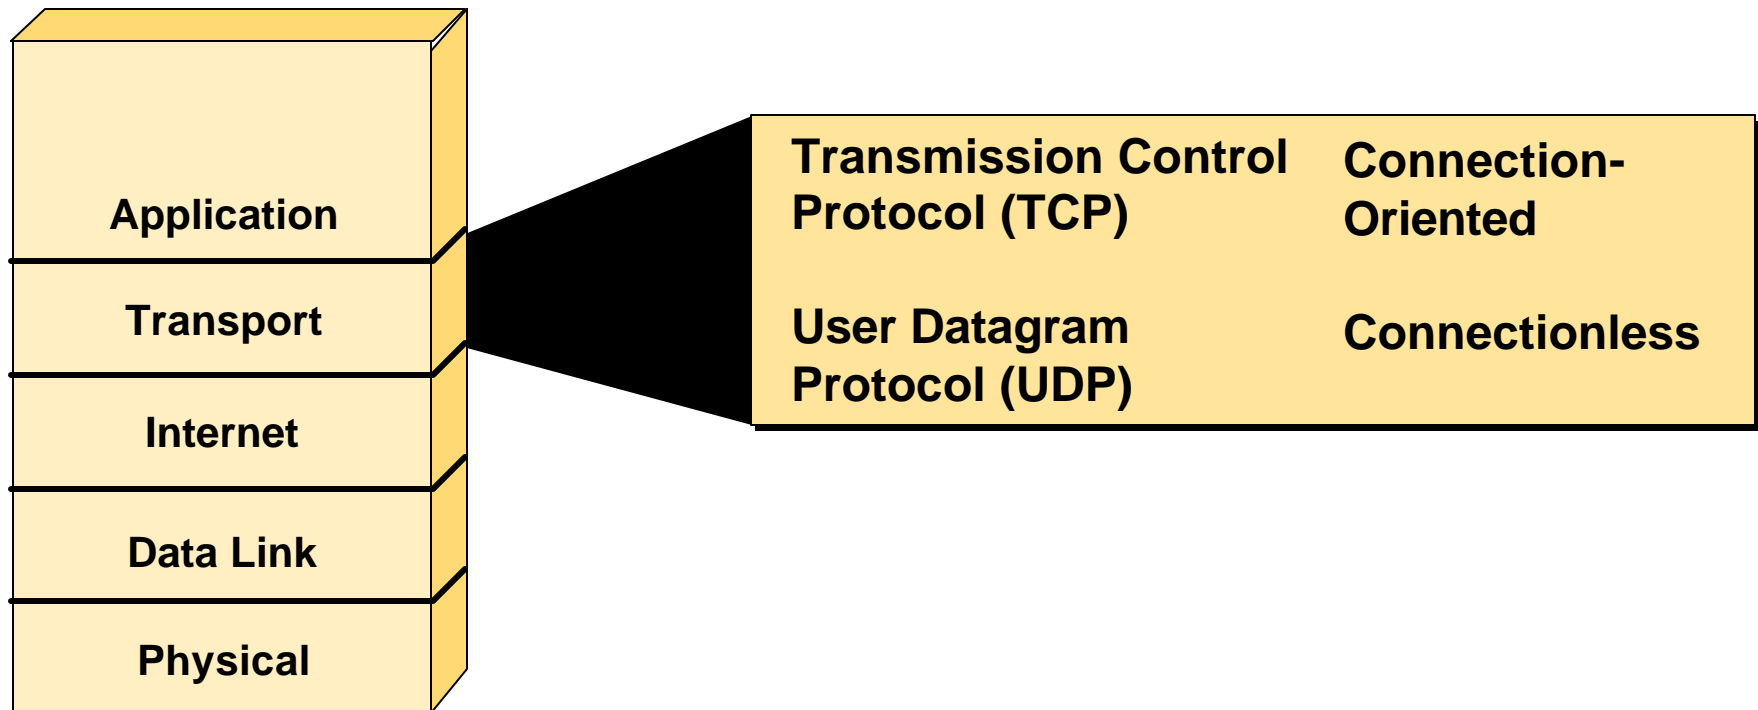 Application
Transport
Internet
Data Link
Physical
Transmission Control
Protocol (TCP)
Connection-
Oriented
User Datagram
Protocol (UDP)
Connectionless